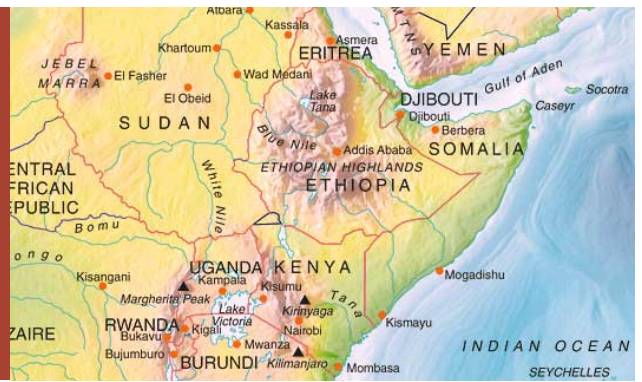 Atbara
Kassala
Asmera
ERITREA
YEMEN
MTNS
Khartoum
JEBEL
MARRA
El Fasher
Wad Medani
El Obeid
Lake
Tana
Gulf of Aden
Socotra
Caseyr
DJIBOUTI
Djibouti
Berbera
SUDAN
Blue Nile
Addis Ababa
SOMALIA
ETHIOPIAN HIGHLANDS
ETHIOPIA
White Nile
ENTRAL
FRICAN
EPUBLIC
Bomu
ongo
Kisangani
UGANDA
KENYA
Mogadishu
Kampala
Kisumu
Margherita Peak
Kirinyaga
Tana
Lake
Victoria
Kismayu
ZAIRE
RWANDA
Kigali
Nairobi
Bukavu
Mwanza
INDIAN OCEAN
Bujumburo
BURUNDI
Kilimanjaro
Mombasa
SEYCHELLES